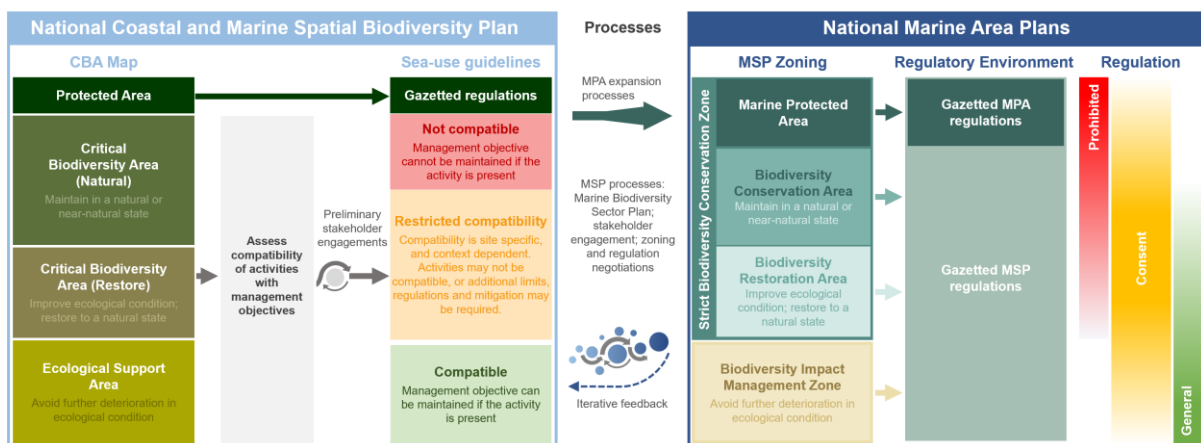 National Coastal and Marine Spatial Biodiversity Plan
CBA Map
Sea-use guidelines
Protected Area
Gazetted regulations
Critical
Biodiversity Area
(Natural)
Maintain in a natural or
near-natural state
Critical Biodiversity
Area (Restore)
Improve ecological condition;
restore to a natural state
Ecological Support
Area
Avoid further deterioration in
ecological condition
Assess
compatibility
of activities
with
management
objectives
Preliminary
stakeholder
engagements
Not compatible
Management objective
cannot be maintained if the
activity is present
Restricted compatibility
Compatibility is site specific,
and context dependent.
Activities may not be
compatible, or additional limits,
regulations and mitigation may
be required.
Compatible
Management objective can
be maintained if the activity
is present
Processes
MPA expansion
processes
MSP processes:
Marine Biodiversity
Sector Plan;
stakeholder
engagement; zoning
and regulation
negotiations
Iterative feedback
National Marine Area Plans
MSP Zoning
Regulatory Environment
Regulation
Strict Biodiversity Conservation Zone
Marine Protected
Area
Biodiversity
Conservation Area
Maintain in a natural or
near-natural state
Biodiversity
Restoration Area
Improve ecological
condition; restore to a
natural state
Biodiversity Impact
Management Zone
Avoid further deterioration in
ecological condition
Gazetted MPA
regulations
Gazetted MSP
regulations
Prohibited
Consent
General